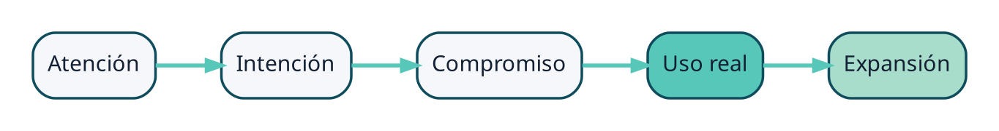 Atención
Intención
Compromiso
Uso real
Expansión